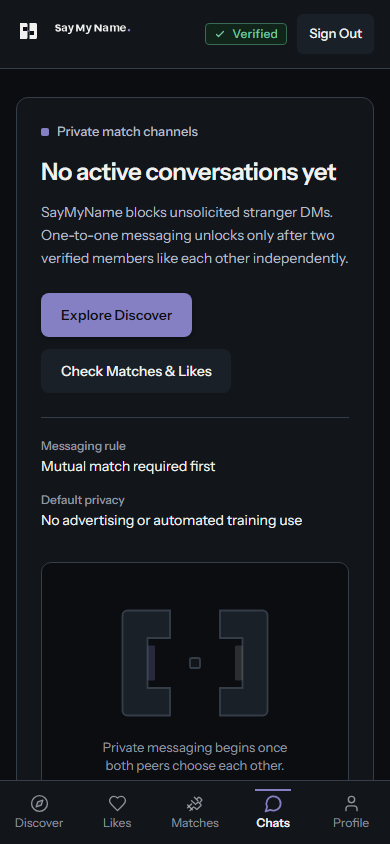 SayMyName.
Verified
Sign Out
Private match channels
No active conversations yet
SayMyName blocks unsolicited stranger DMs.
One-to-one messaging unlocks only after two
verified members like each other independently.
Explore Discover
Check Matches & Likes
Messaging rule
Mutual match required first
Default privacy
No advertising or automated training use
Private messaging begins once
both peers choose each other.
Discover
Likes
Matches
Chats
Profile